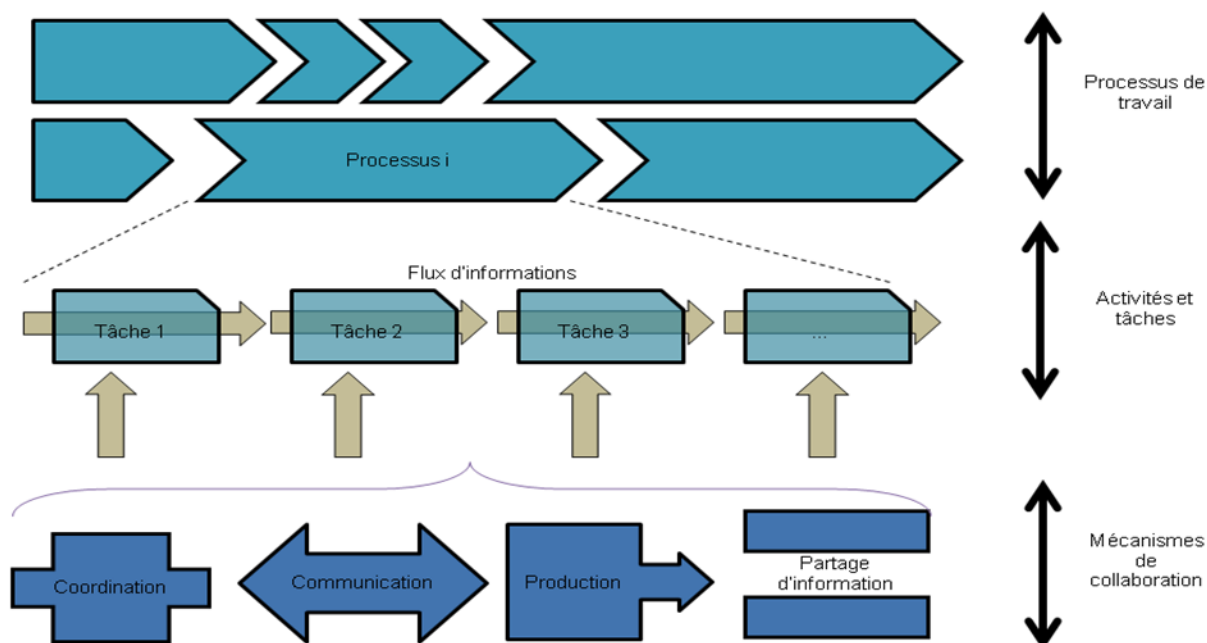 Processus de
travail
Processus i
Flux d'informations
Tâche 1
Tâche 2
Tâche 3
...
Activités et
tâches
Coordination
Communication
Production
Partage
d'information
Mécanismes
de
collaboration